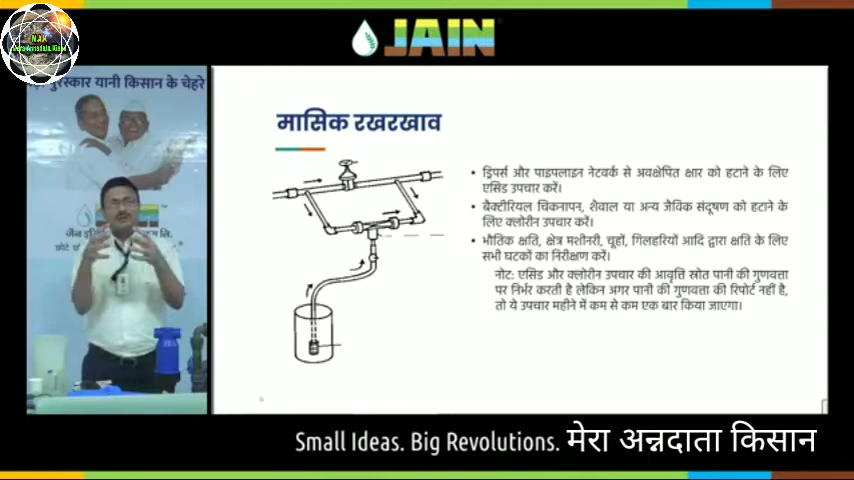 JAIN
पुरस्कार यानी किसान के चेहरे
मासिक रखरखाव
• ड्रिपर्स और पाइपलाइन नेटवर्क से अवक्षेपित क्षार को हटाने के लिए
एसिड उपचार करें।
• बैक्टीरियल चिकनापन, शैवाल या अन्य जैविक संदूषण को हटाने के
लिए क्लोरीन उपचार करें।
• भौतिक क्षति, क्षेत्र मशीनरी, चूहों, गिलहरियों आदि द्वारा क्षति के लिए
सभी घटकों का निरीक्षण करें।
नोट: एसिड और क्लोरीन उपचार की आवृत्ति स्रोत पानी की गुणवत्ता
पर निर्भर करती है लेकिन अगर पानी की गुणवत्ता की रिपोर्ट नहीं है,
तो ये उपचार महीने में कम से कम एक बार किया जाएगा।
Small Ideas. Big Revolutions. मेरा अन्नदाता किसान